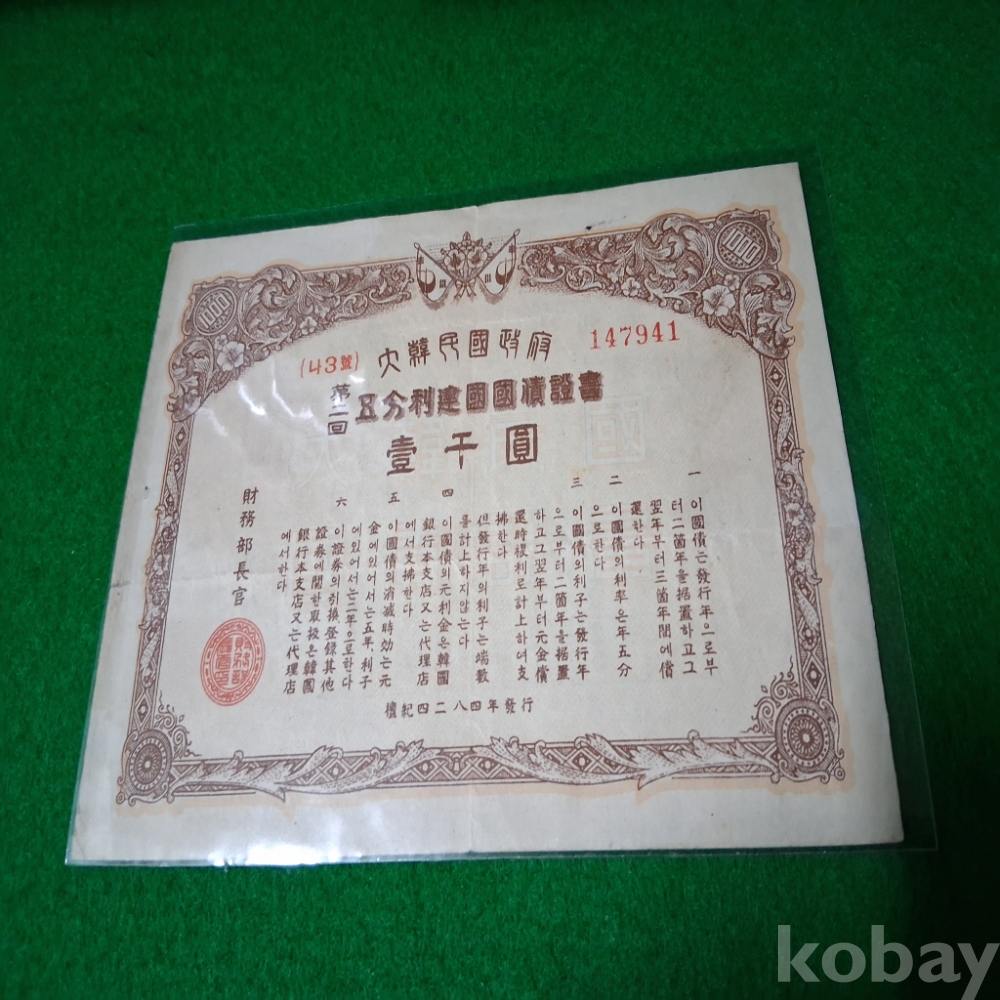 1,000
1,000
(43號)
大韓民國政府
147941
第二回
五分利建國國債證書
壹千圓
一 이國債는發行年으로부
터二箇年을据置하고그
翌年부터三箇年間에償
還한다
二 이國債의利率은年五分
으로한다
三 이國債의利子는發行年
으로부터二箇年을据置
하고그翌年부터元金償
還時複利로計上하여支
拂한다
但發行年의利子는端數
를計上하지않는다
四 이國債의元利金은韓國
銀行本支店又는代理店
에서支拂한다
五 이國債의消滅時効는元
金에있어서는五年、利子
에있어서는二年으로한다
六 이證券의引換登錄其他
證券에關한取扱은韓國
銀行本支店又는代理店
에서한다
財務部長官
檀紀四二八四年發行
kobay